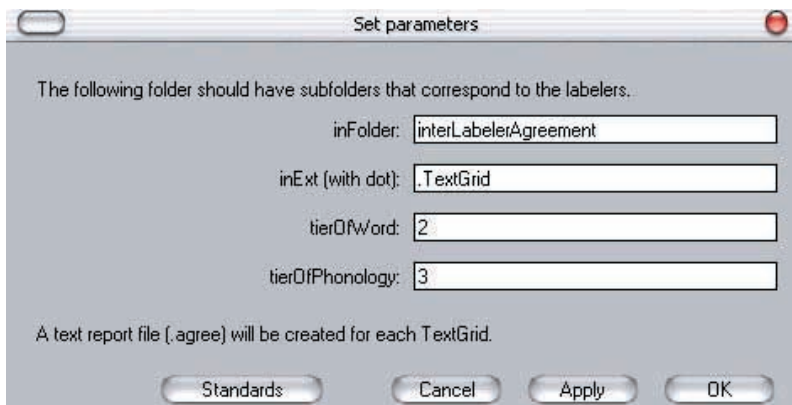 Set parameters
The following folder should have subfolders that correspond to the labelers.
inFolder: interLabelerAgreement
inExt (with dot): .TextGrid
tierOfWord: 2
tierOfPhonology: 3
A text report file (.agree) will be created for each TextGrid.
Standards Cancel Apply OK